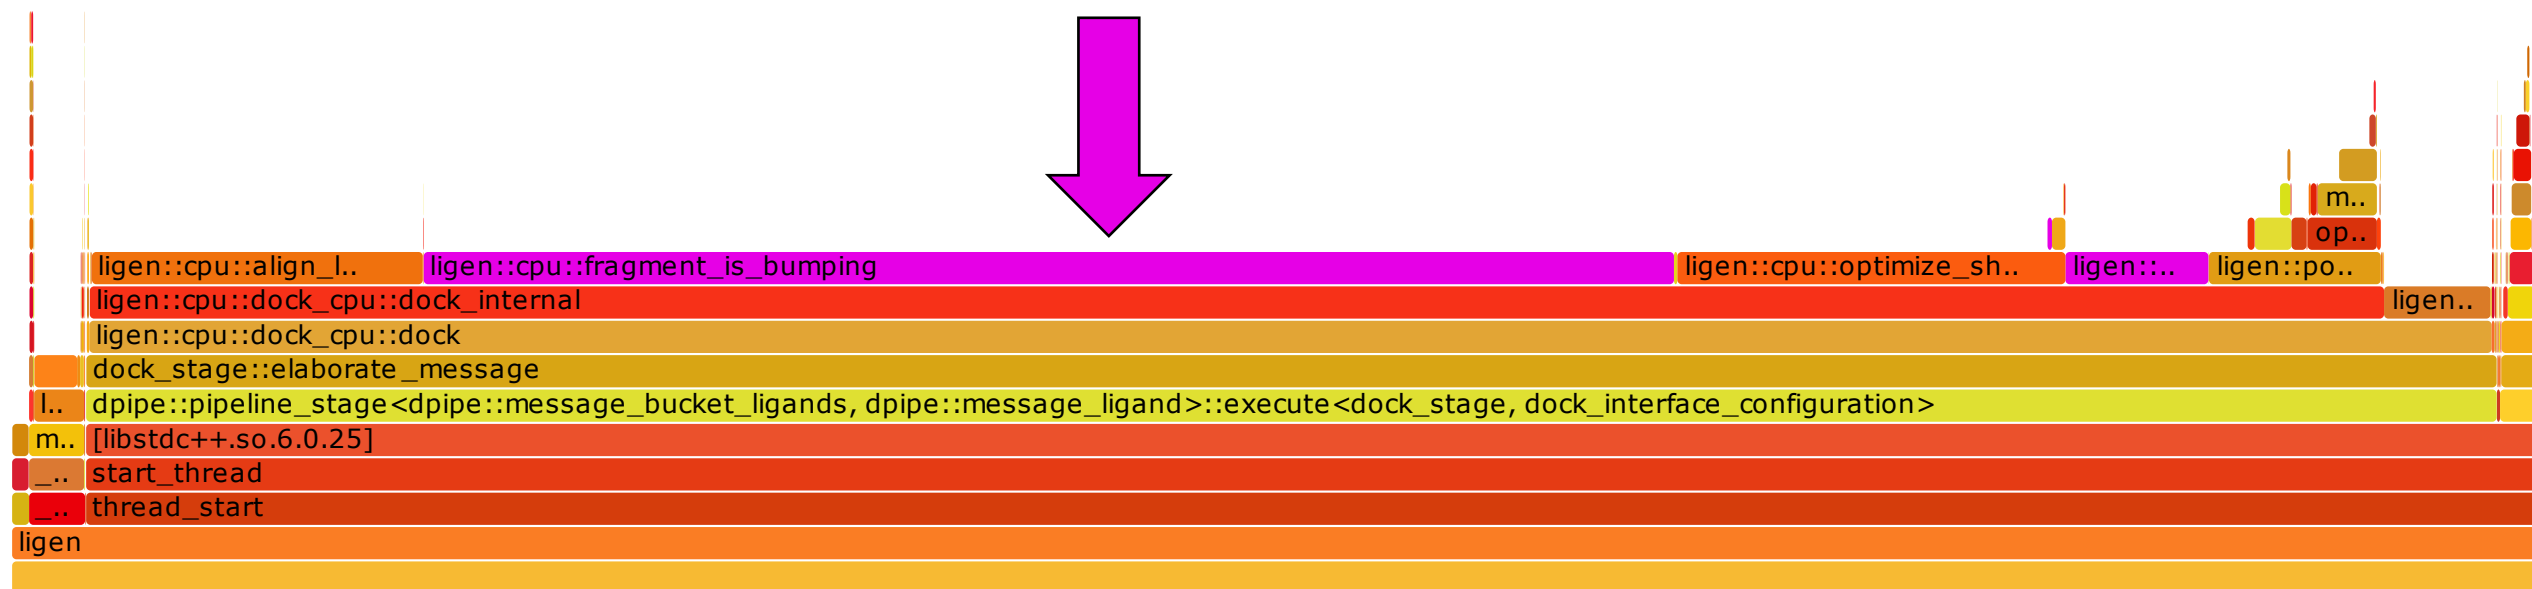 m..
op..
ligen::cpu::align_l.. ligen::cpu::fragment_is_bumping ligen::cpu::optimize_sh.. ligen::.. ligen::po..
ligen::cpu::dock_cpu::dock_internal ligen..
ligen::cpu::dock_cpu::dock
dock_stage::elaborate_message
l.. dpipe::pipeline_stage<dpipe::message_bucket_ligands, dpipe::message_ligand>::execute<dock_stage, dock_interface_configuration>
m.. [libstdc++.so.6.0.25]
_.. start_thread
_.. thread_start
ligen